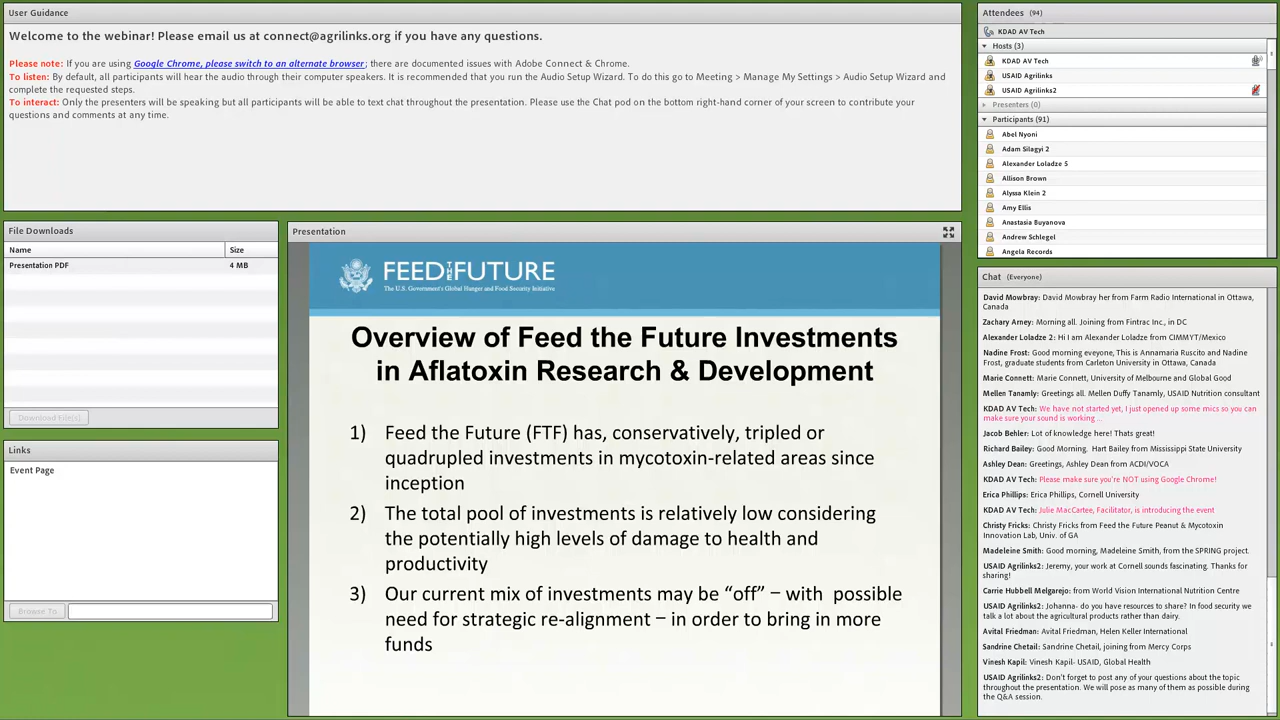 User Guidance
Welcome to the webinar! Please email us at connect@agrilinks.org if you have any questions.
Please note: If you are using Google Chrome, please switch to an alternate browser; there are documented issues with Adobe Connect & Chrome.
To listen: By default, all participants will hear the audio through their computer speakers. It is recommended that you run the Audio Setup Wizard. To do this go to Meeting > Manage My Settings > Audio Setup Wizard and
complete the requested steps.
To interact: Only the presenters will be speaking but all participants will be able to text chat throughout the presentation. Please use the Chat pod on the bottom right-hand corner of your screen to contribute your
questions and comments at any time.
File Downloads
Name Size
Presentation PDF 4 MB
Download File(s)
Links
Event Page
Browse To
Presentation
FEED THE FUTURE
The U.S. Government's Global Hunger and Food Security Initiative
Overview of Feed the Future Investments
in Aflatoxin Research & Development
1) Feed the Future (FTF) has, conservatively, tripled or
quadrupled investments in mycotoxin-related areas since
inception
2) The total pool of investments is relatively low considering
the potentially high levels of damage to health and
productivity
3) Our current mix of investments may be “off” – with possible
need for strategic re-alignment – in order to bring in more
funds
Attendees (94)
KDAD AV Tech
Hosts (3)
KDAD AV Tech
USAID Agrilinks
USAID Agrilinks2
Presenters (0)
Participants (91)
Abel Nyoni
Adam Silagyi 2
Alexander Loladze 5
Allison Brown
Alyssa Klein 2
Amy Ellis
Anastasia Buyanova
Andrew Schlegel
Angela Records
Chat (Everyone)
David Mowbray: David Mowbray her from Farm Radio International in Ottawa,
Canada
Zachary Arney: Morning all. Joining from Fintrac Inc., in DC
Alexander Loladze 2: Hi I am Alexander Loladze from CIMMYT/Mexico
Nadine Frost: Good morning eveyone, This is Annamaria Ruscito and Nadine
Frost, graduate students from Carleton University in Ottawa, Canada
Marie Connett: Marie Connett, University of Melbourne and Global Good
Mellen Tanamly: Greetings all. Mellen Duffy Tanamly, USAID Nutrition consultant
KDAD AV Tech: We have not started yet, I just opened up some mics so you can
make sure your sound is working ...
Jacob Behler: Lot of knowledge here! Thats great!
Richard Bailey: Good Morning. Hart Bailey from Mississippi State University
Ashley Dean: Greetings, Ashley Dean from ACDI/VOCA
KDAD AV Tech: Please make sure you're NOT using Google Chrome!
Erica Phillips: Erica Phillips, Cornell University
KDAD AV Tech: Julie MacCartee, Facilitator, is introducing the event
Christy Fricks: Christy Fricks from Feed the Future Peanut & Mycotoxin
Innovation Lab, Univ. of GA
Madeleine Smith: Good morning, Madeleine Smith, from the SPRING project.
USAID Agrilinks2: Jeremy, your work at Cornell sounds fascinating. Thanks for
sharing!
Carrie Hubbell Melgarejo: from World Vision International Nutrition Centre
USAID Agrilinks2: Johanna- do you have resources to share? In food security we
talk a lot about the agricultural products rather than dairy.
Avital Friedman: Avital Friedman, Helen Keller International
Sandrine Chetail: Sandrine Chetail, joining from Mercy Corps
Vinesh Kapil: Vinesh Kapil- USAID, Global Health
USAID Agrilinks2: Don't forget to post any of your questions about the topic
throughout the presentation. We will pose as many of them as possible during
the Q&A session.